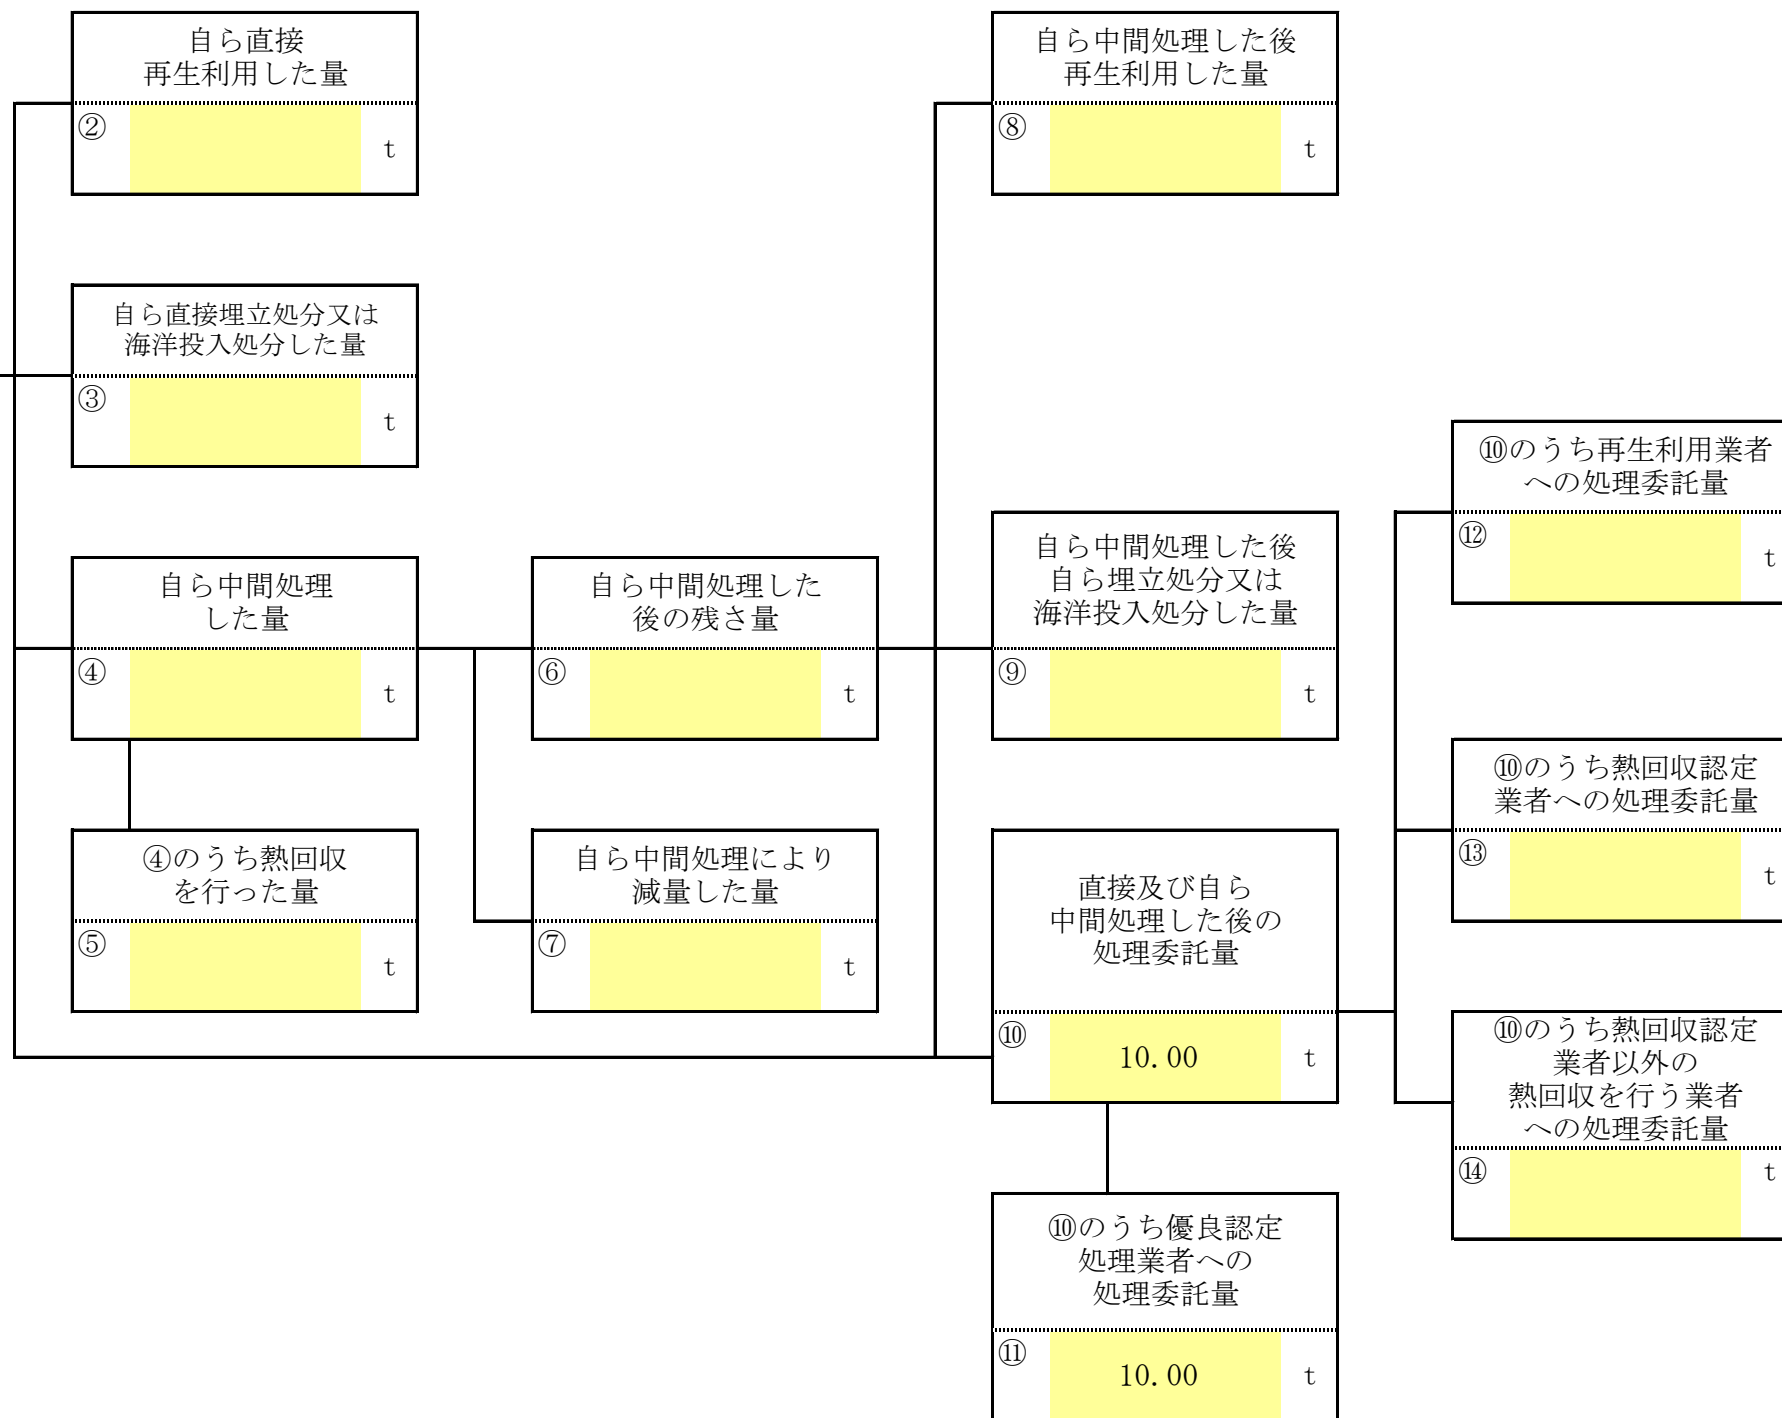 自ら直接
再生利用した量
②
t
自ら中間処理した後
再生利用した量
⑧
t
自ら直接埋立処分又は
海洋投入処分した量
③
t
⑩のうち再生利用業者
への処理委託量
⑫
t
自ら中間処理
した量
④
t
自ら中間処理した
後の残さ量
⑥
t
自ら中間処理した後
自ら埋立処分又は
海洋投入処分した量
⑨
t
⑩のうち熱回収認定
業者への処理委託量
⑬
t
④のうち熱回収
を行った量
⑤
t
自ら中間処理により
減量した量
⑦
t
直接及び自ら
中間処理した後の
処理委託量
⑩
10.00
t
⑩のうち熱回収認定
業者以外の
熱回収を行う業者
への処理委託量
⑭
t
⑩のうち優良認定
処理業者への
処理委託量
⑪
10.00
t